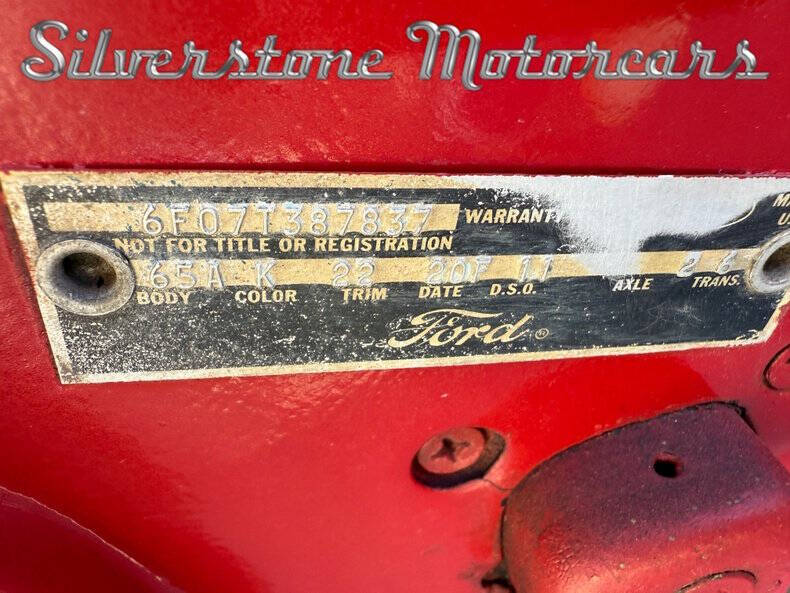 Silverstone Motorcars
6F07T387837 WARRANT
NOT FOR TITLE OR REGISTRATION
65A K 22 20F 11 2 6
BODY COLOR TRIM DATE D.S.O. AXLE TRANS.
Ford®